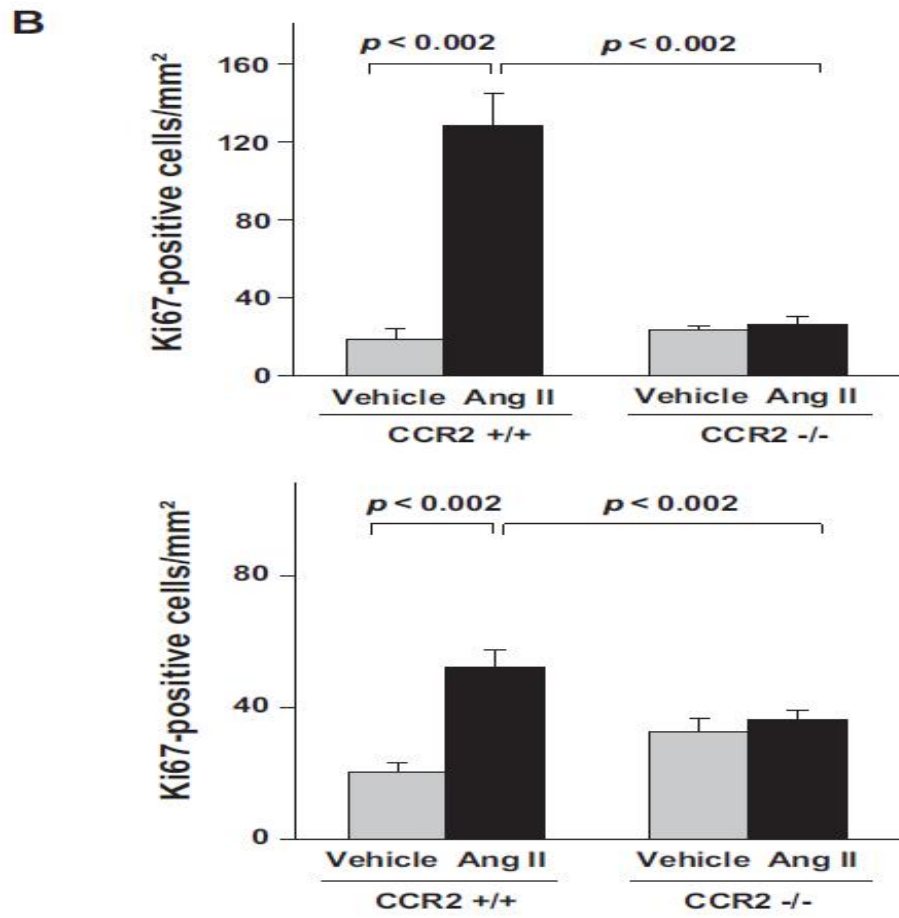 B
p < 0.002 p < 0.002
Ki67-positive cells/mm²
160
120
80
40
0
Vehicle Ang II Vehicle Ang II
CCR2 +/+ CCR2 -/-
p < 0.002 p < 0.002
Ki67-positive cells/mm²
80
40
0
Vehicle Ang II Vehicle Ang II
CCR2 +/+ CCR2 -/-